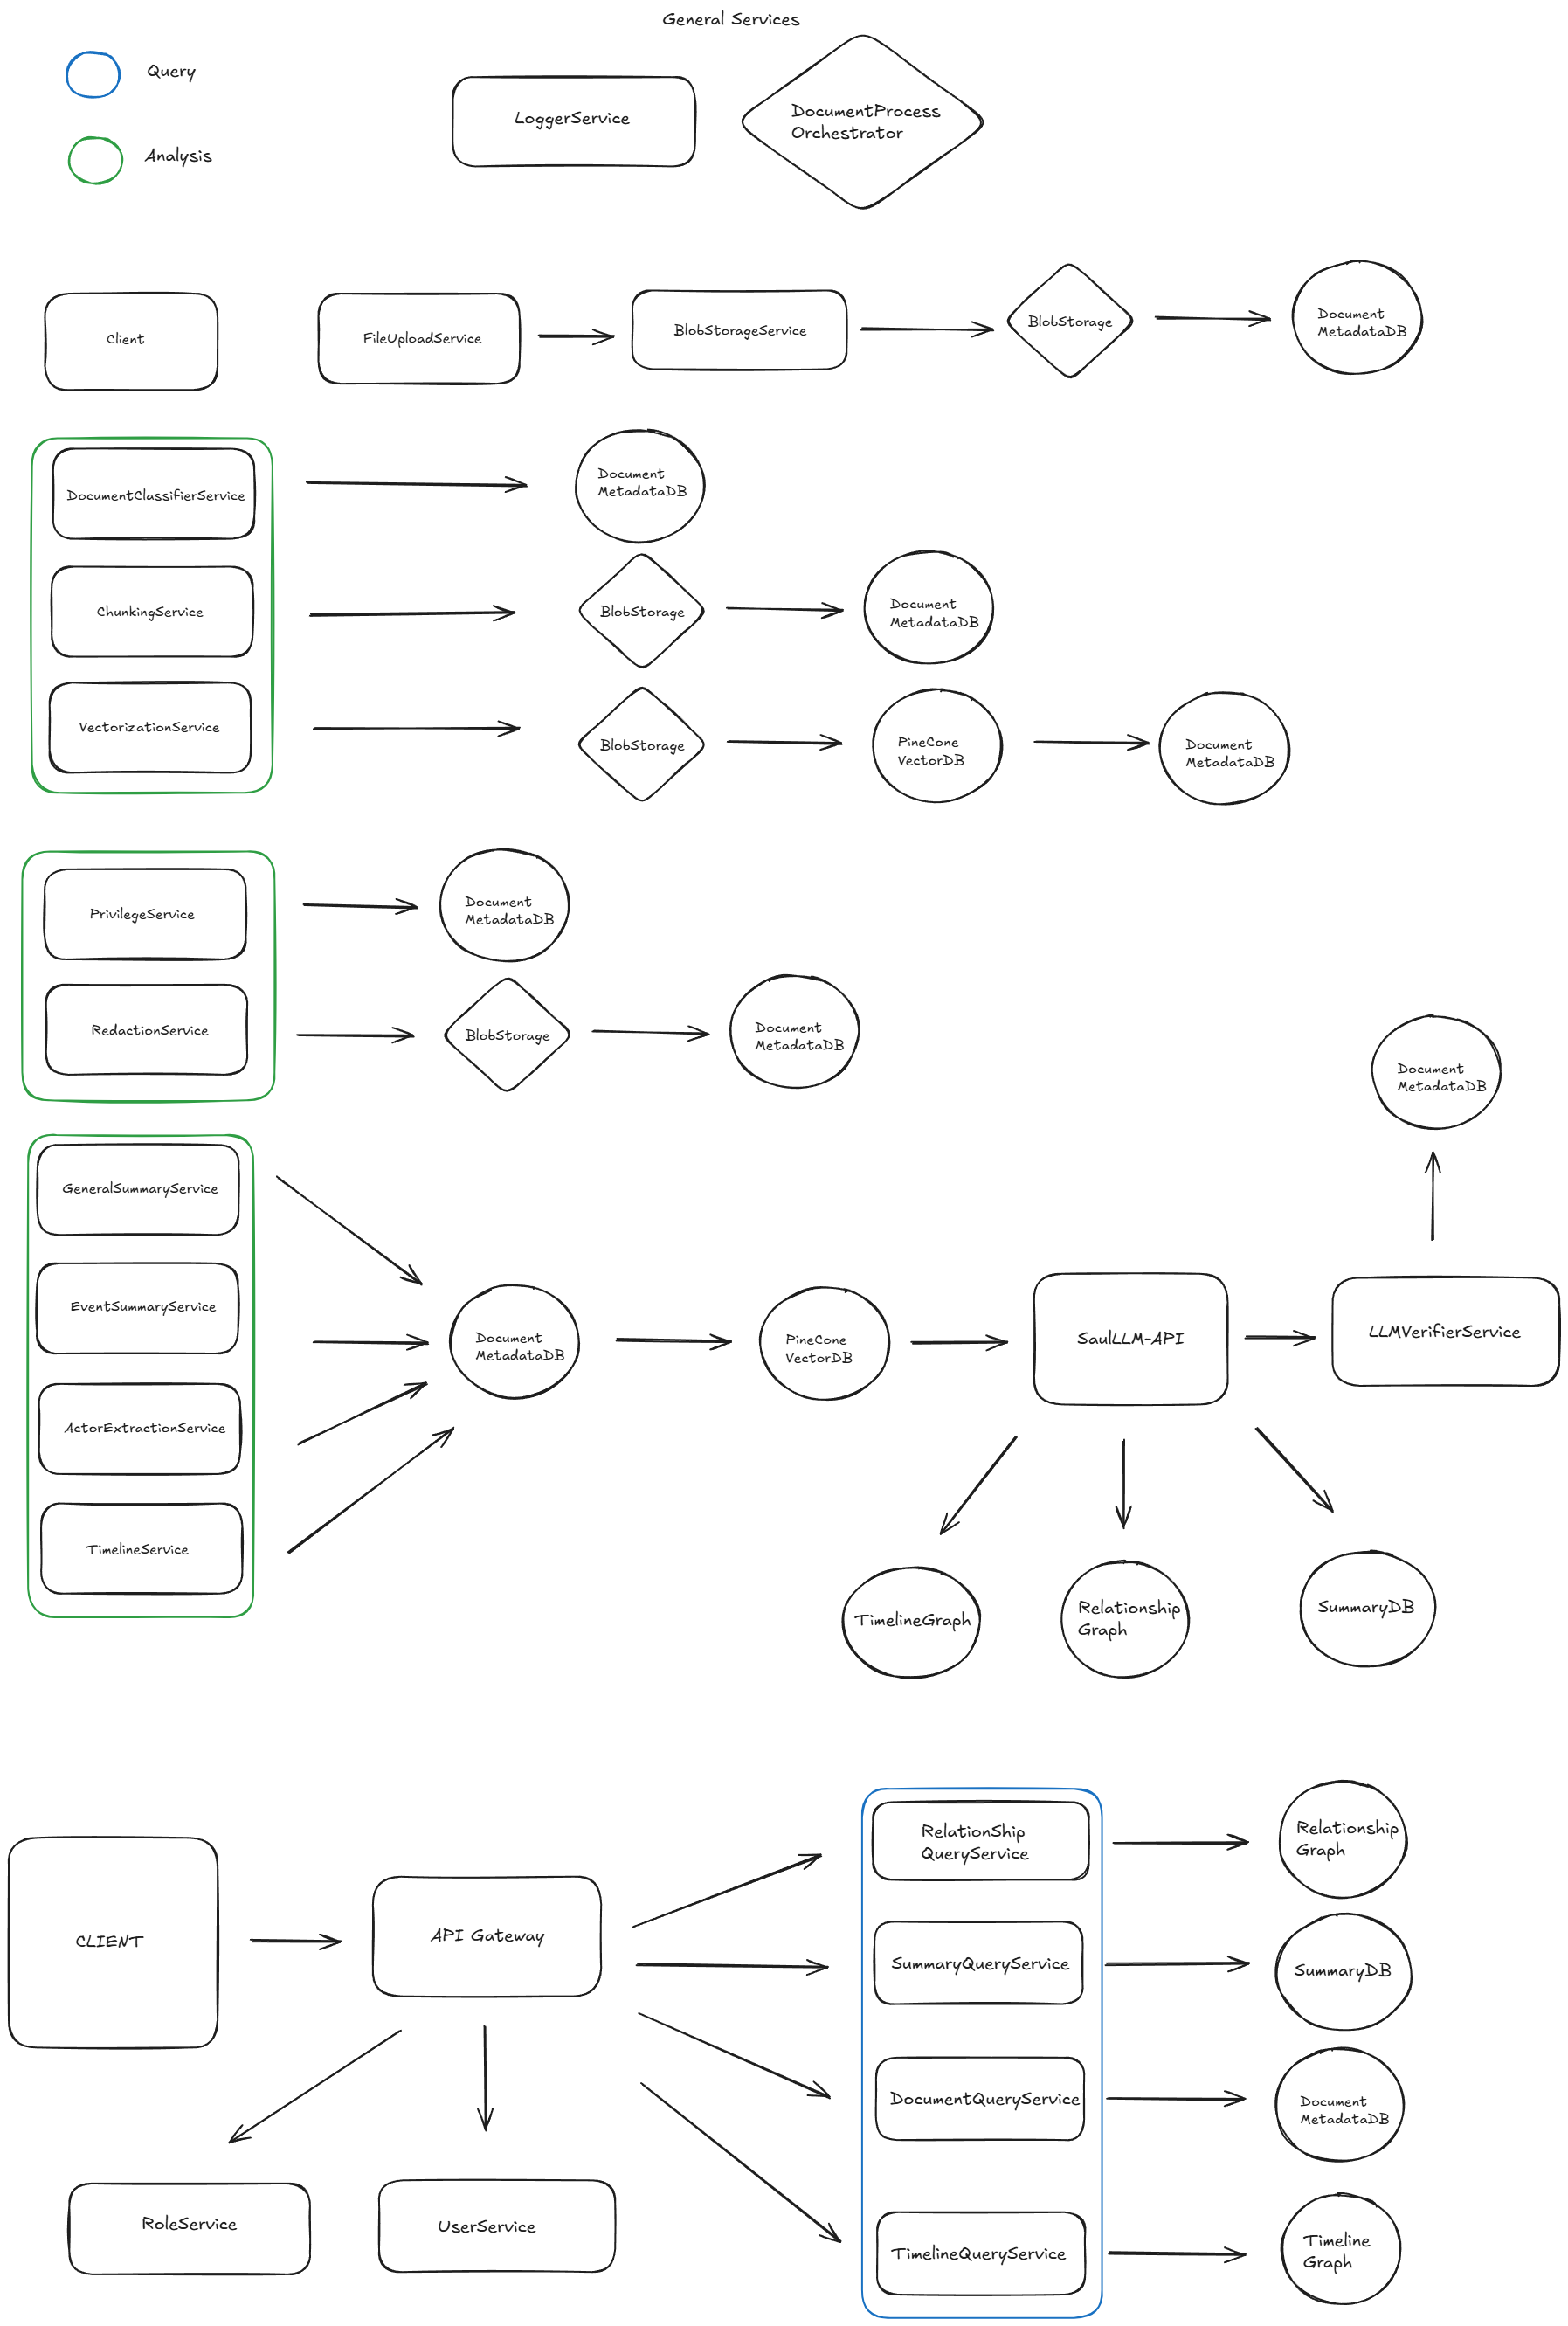 General Services
Query
Analysis
LoggerService
DocumentProcess
Orchestrator
Client
FileUploadService
BlobStorageService
BlobStorage
Document
MetadataDB
DocumentClassifierService
Document
MetadataDB
ChunkingService
BlobStorage
Document
MetadataDB
VectorizationService
BlobStorage
PineCone
VectorDB
Document
MetadataDB
PrivilegeService
Document
MetadataDB
RedactionService
BlobStorage
Document
MetadataDB
Document
MetadataDB
GeneralSummaryService
EventSummaryService
ActorExtractionService
TimelineService
Document
MetadataDB
PineCone
VectorDB
SaulLLM-API
LLMVerifierService
TimelineGraph
Relationship
Graph
SummaryDB
CLIENT
API Gateway
RelationShip
QueryService
Relationship
Graph
SummaryQueryService
SummaryDB
DocumentQueryService
Document
MetadataDB
TimelineQueryService
Timeline
Graph
RoleService
UserService